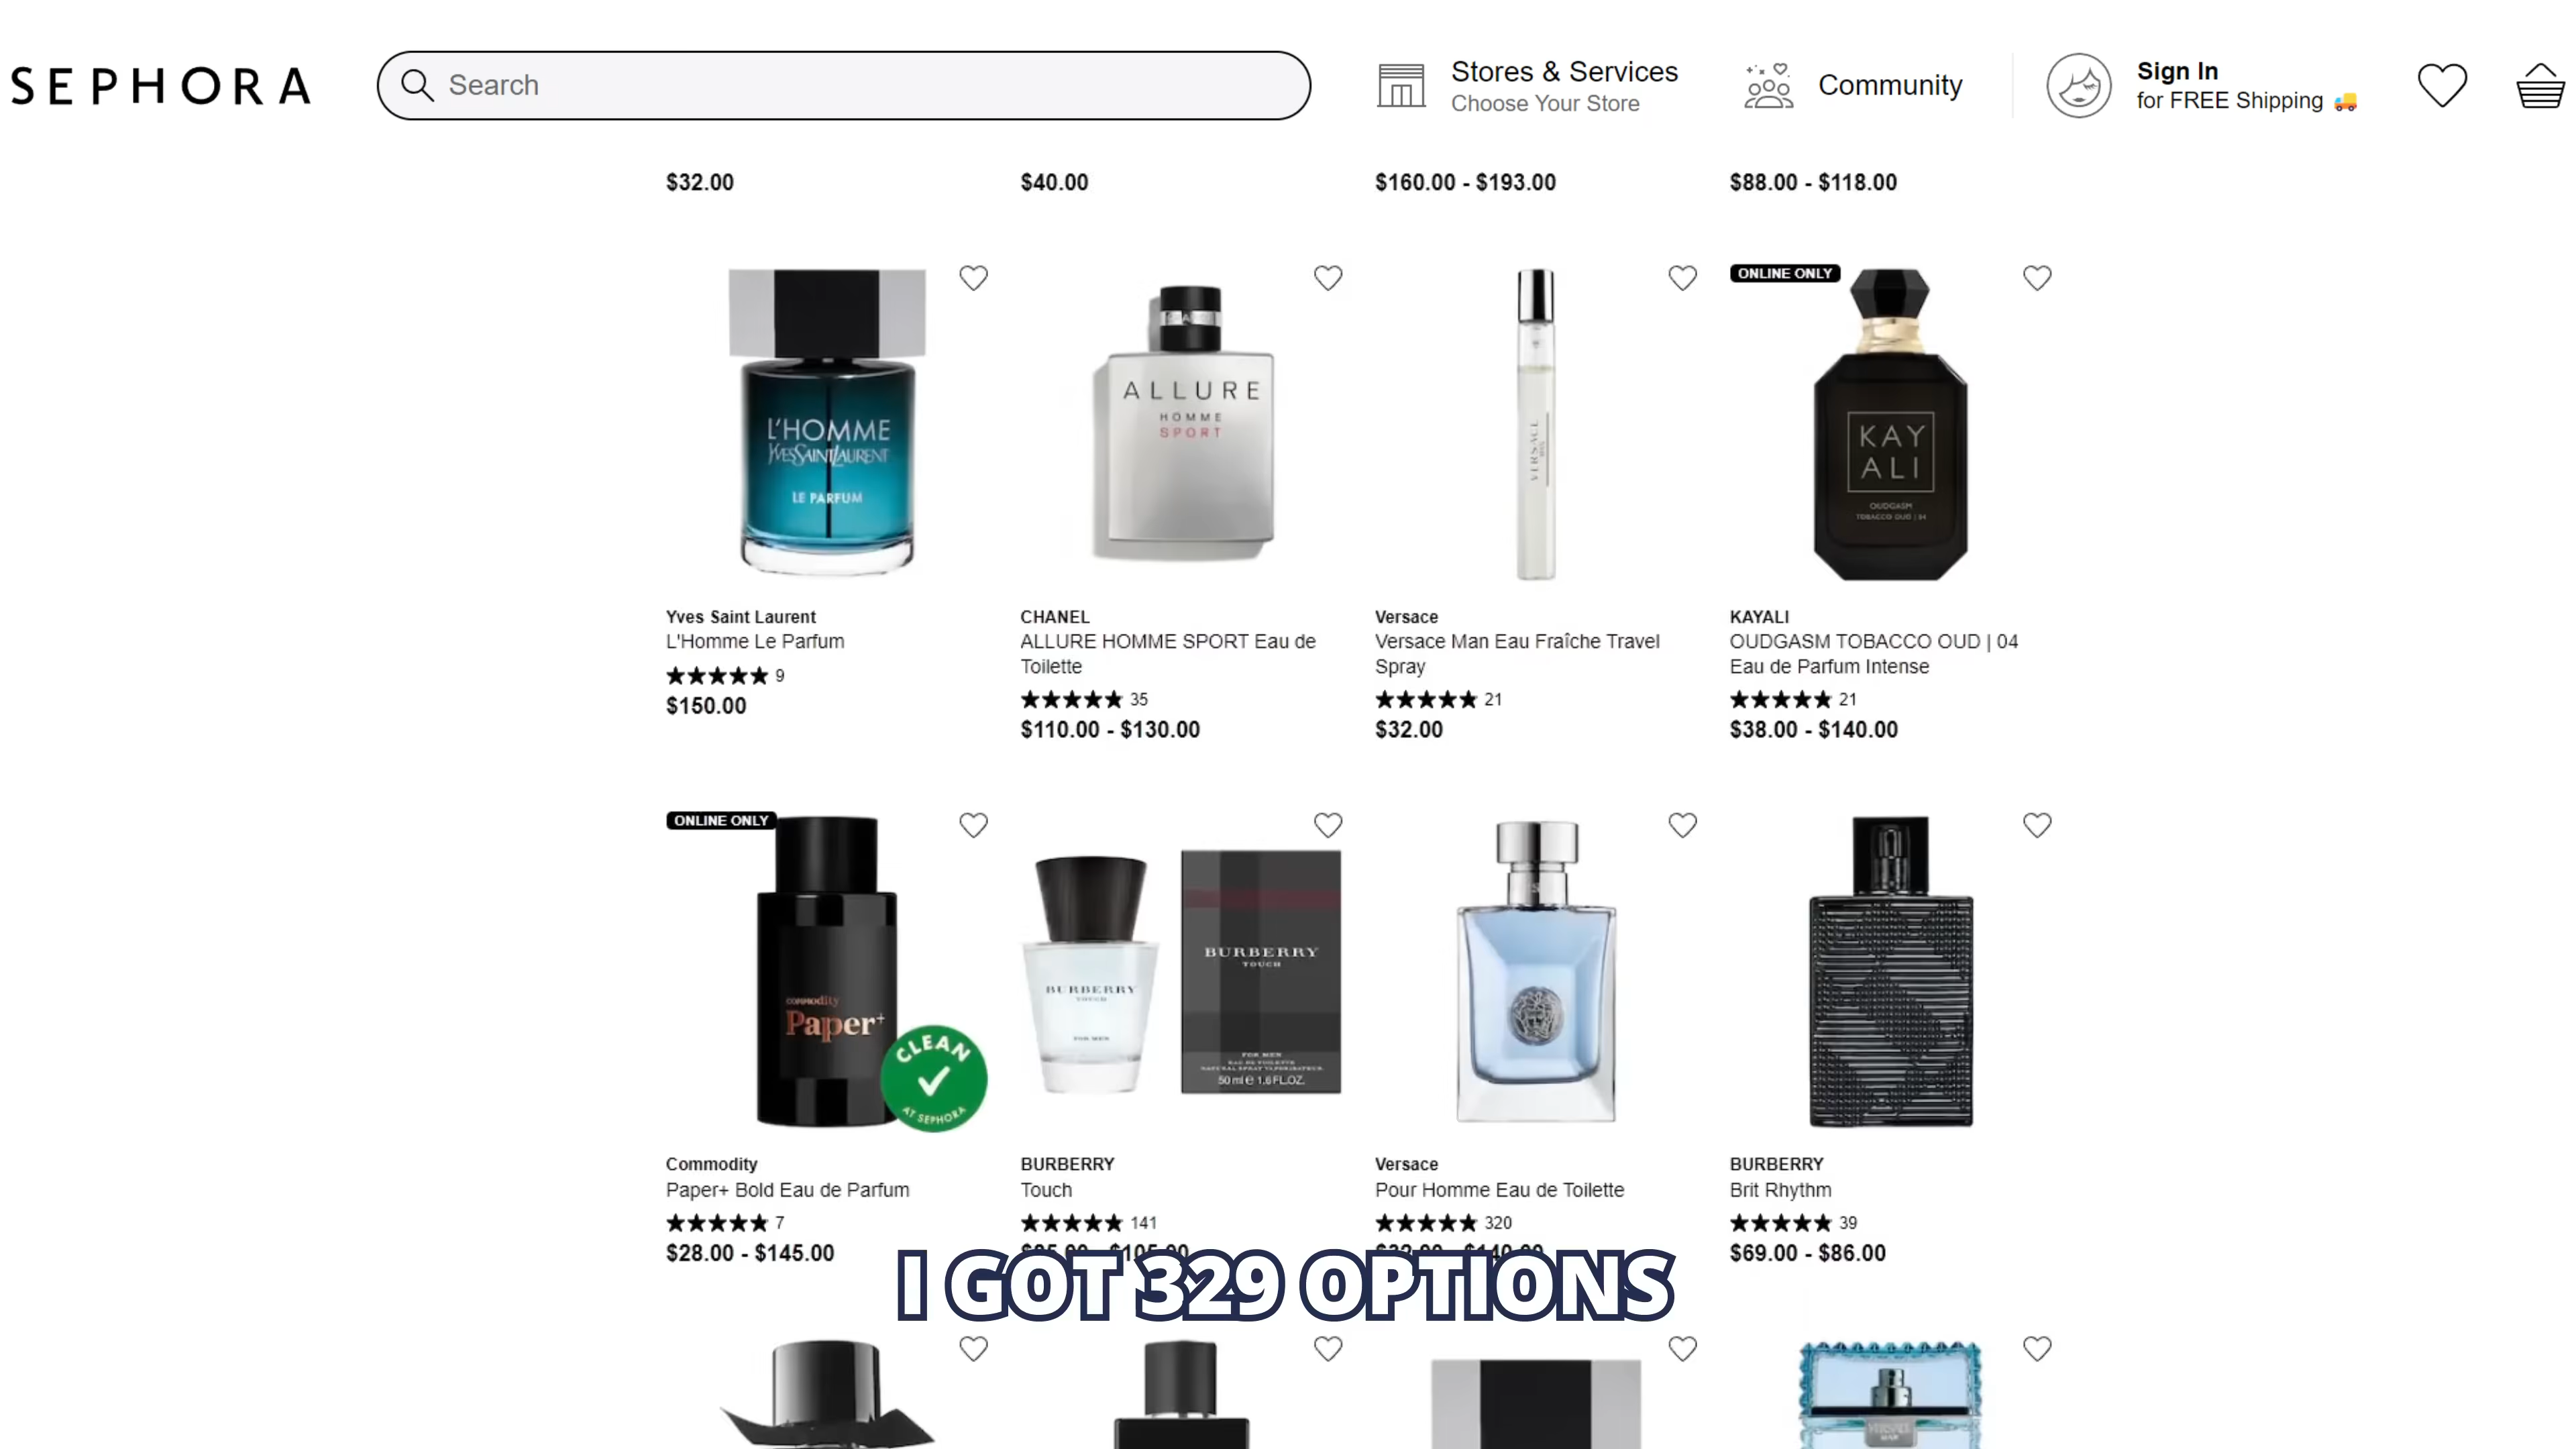 SEPHORA
Search
Stores & Services
Choose Your Store
Community
Sign In
for FREE Shipping
$32.00
$40.00
$160.00 - $193.00
$88.00 - $118.00
ONLINE ONLY
L'HOMME
YVESSAINTLAURENT
LE PARFUM
ALLURE
HOMME
SPORT
VERSACE
KAY
ALI
OUDGASM
TOBACCO OUD | 04
Yves Saint Laurent
L'Homme Le Parfum
9
$150.00
CHANEL
ALLURE HOMME SPORT Eau de
Toilette
35
$110.00 - $130.00
Versace
Versace Man Eau Fraîche Travel
Spray
21
$32.00
KAYALI
OUDGASM TOBACCO OUD | 04
Eau de Parfum Intense
21
$38.00 - $140.00
ONLINE ONLY
commodity
Paper+
CLEAN
AT SEPHORA
BURBERRY
TOUCH
FOR MEN
BURBERRY
TOUCH
FOR MEN
EAU DE TOILETTE
NATURAL SPRAY VAPORISATEUR
50 ml e 1.6 FL.OZ.
Commodity
Paper+ Bold Eau de Parfum
7
$28.00 - $145.00
BURBERRY
Touch
141
Versace
Pour Homme Eau de Toilette
320
BURBERRY
Brit Rhythm
39
$69.00 - $86.00
I GOT 329 OPTIONS